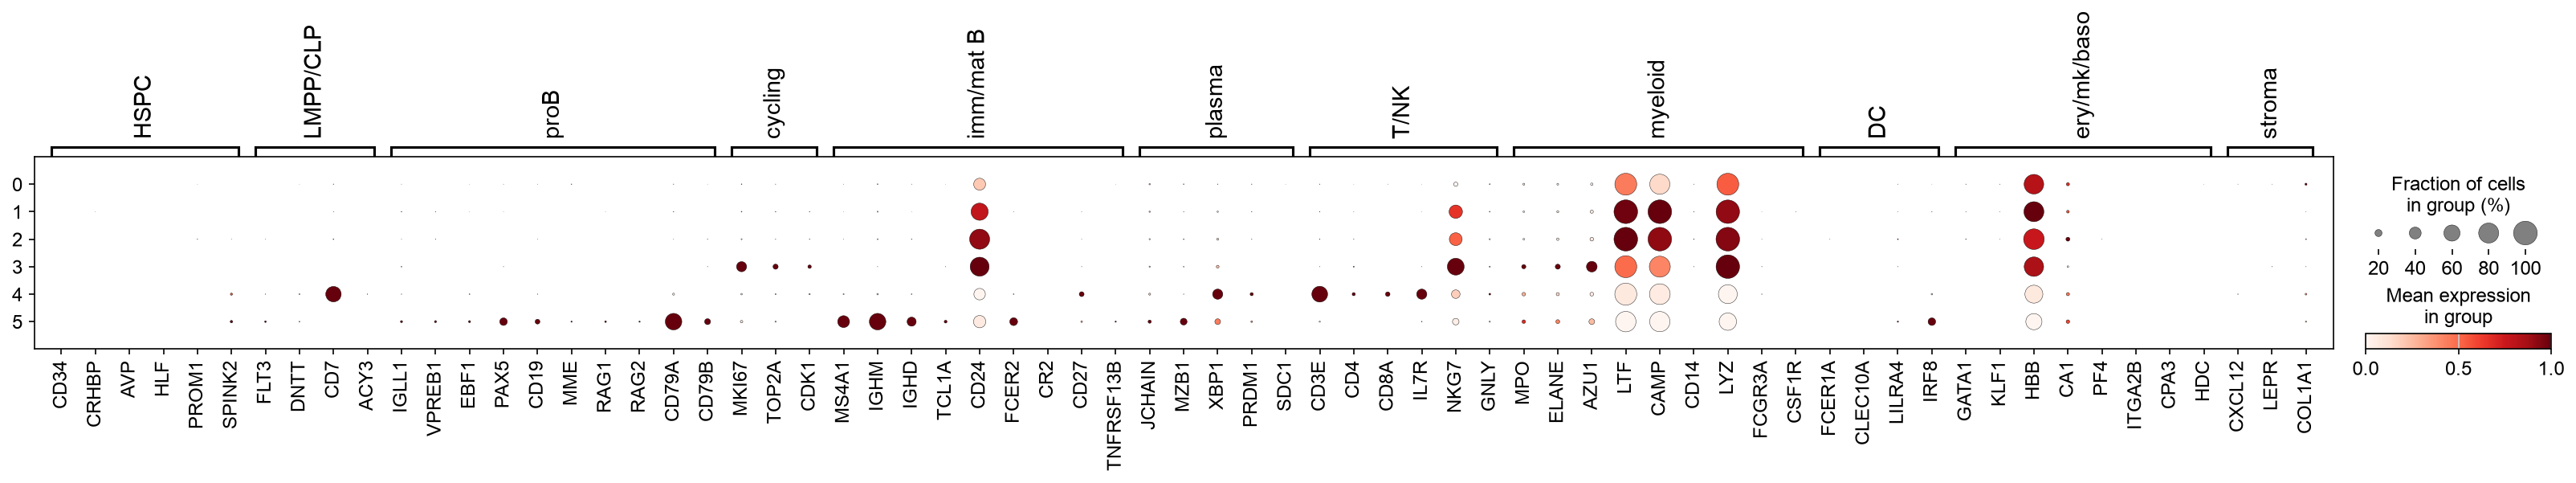 HSPC
LMPP/CLP
proB
cycling
imm/mat B
plasma
T/NK
myeloid
DC
ery/mk/baso
stroma
0
1
2
3
4
5
CD34
CRHBP
AVP
HLF
PROM1
SPINK2
FLT3
DNTT
CD7
ACY3
IGLL1
VPREB1
EBF1
PAX5
CD19
MME
RAG1
RAG2
CD79A
CD79B
MKI67
TOP2A
CDK1
MS4A1
IGHM
IGHD
TCL1A
CD24
FCER2
CR2
CD27
TNFRSF13B
JCHAIN
MZB1
XBP1
PRDM1
SDC1
CD3E
CD4
CD8A
IL7R
NKG7
GNLY
MPO
ELANE
AZU1
LTF
CAMP
CD14
LYZ
FCGR3A
CSF1R
FCER1A
CLEC10A
LILRA4
IRF8
GATA1
KLF1
HBB
CA1
PF4
ITGA2B
CPA3
HDC
CXCL12
LEPR
COL1A1
Fraction of cells
in group (%)
20 40 60 80 100
Mean expression
in group
0.0 0.5 1.0